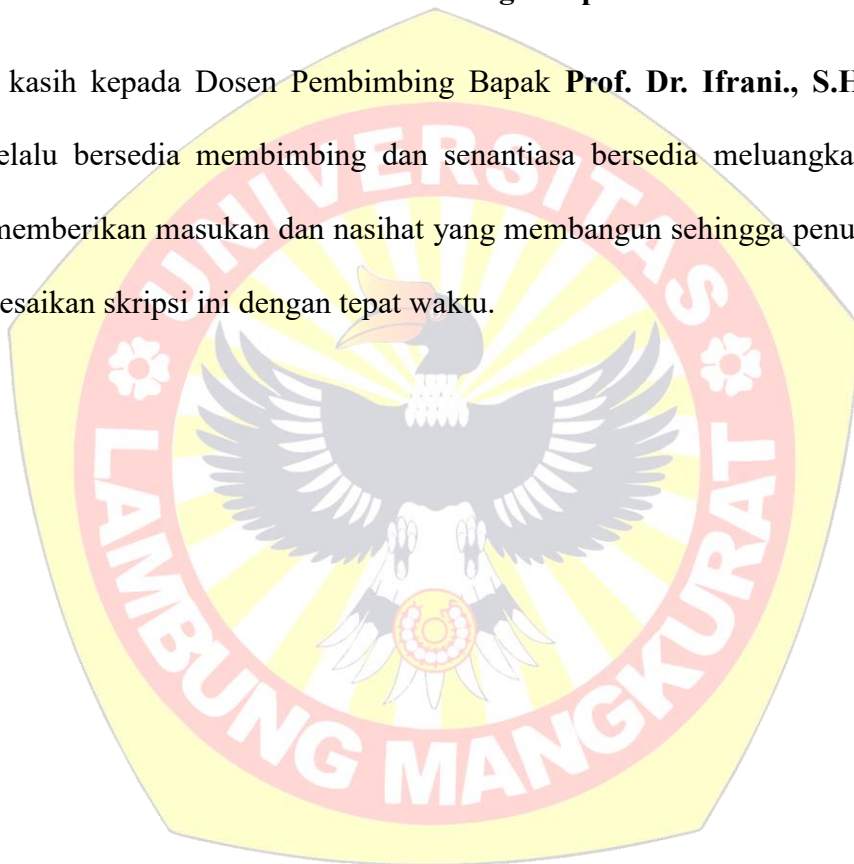 kasih kepada Dosen Pembimbing Bapak Prof. Dr. Ifrani., S.H
selalu bersedia membimbing dan senantiasa bersedia meluangka
memberikan masukan dan nasihat yang membangun sehingga penu
esaikan skripsi ini dengan tepat waktu.
UNIVERSITAS
LAMBUNG MANGKURAT